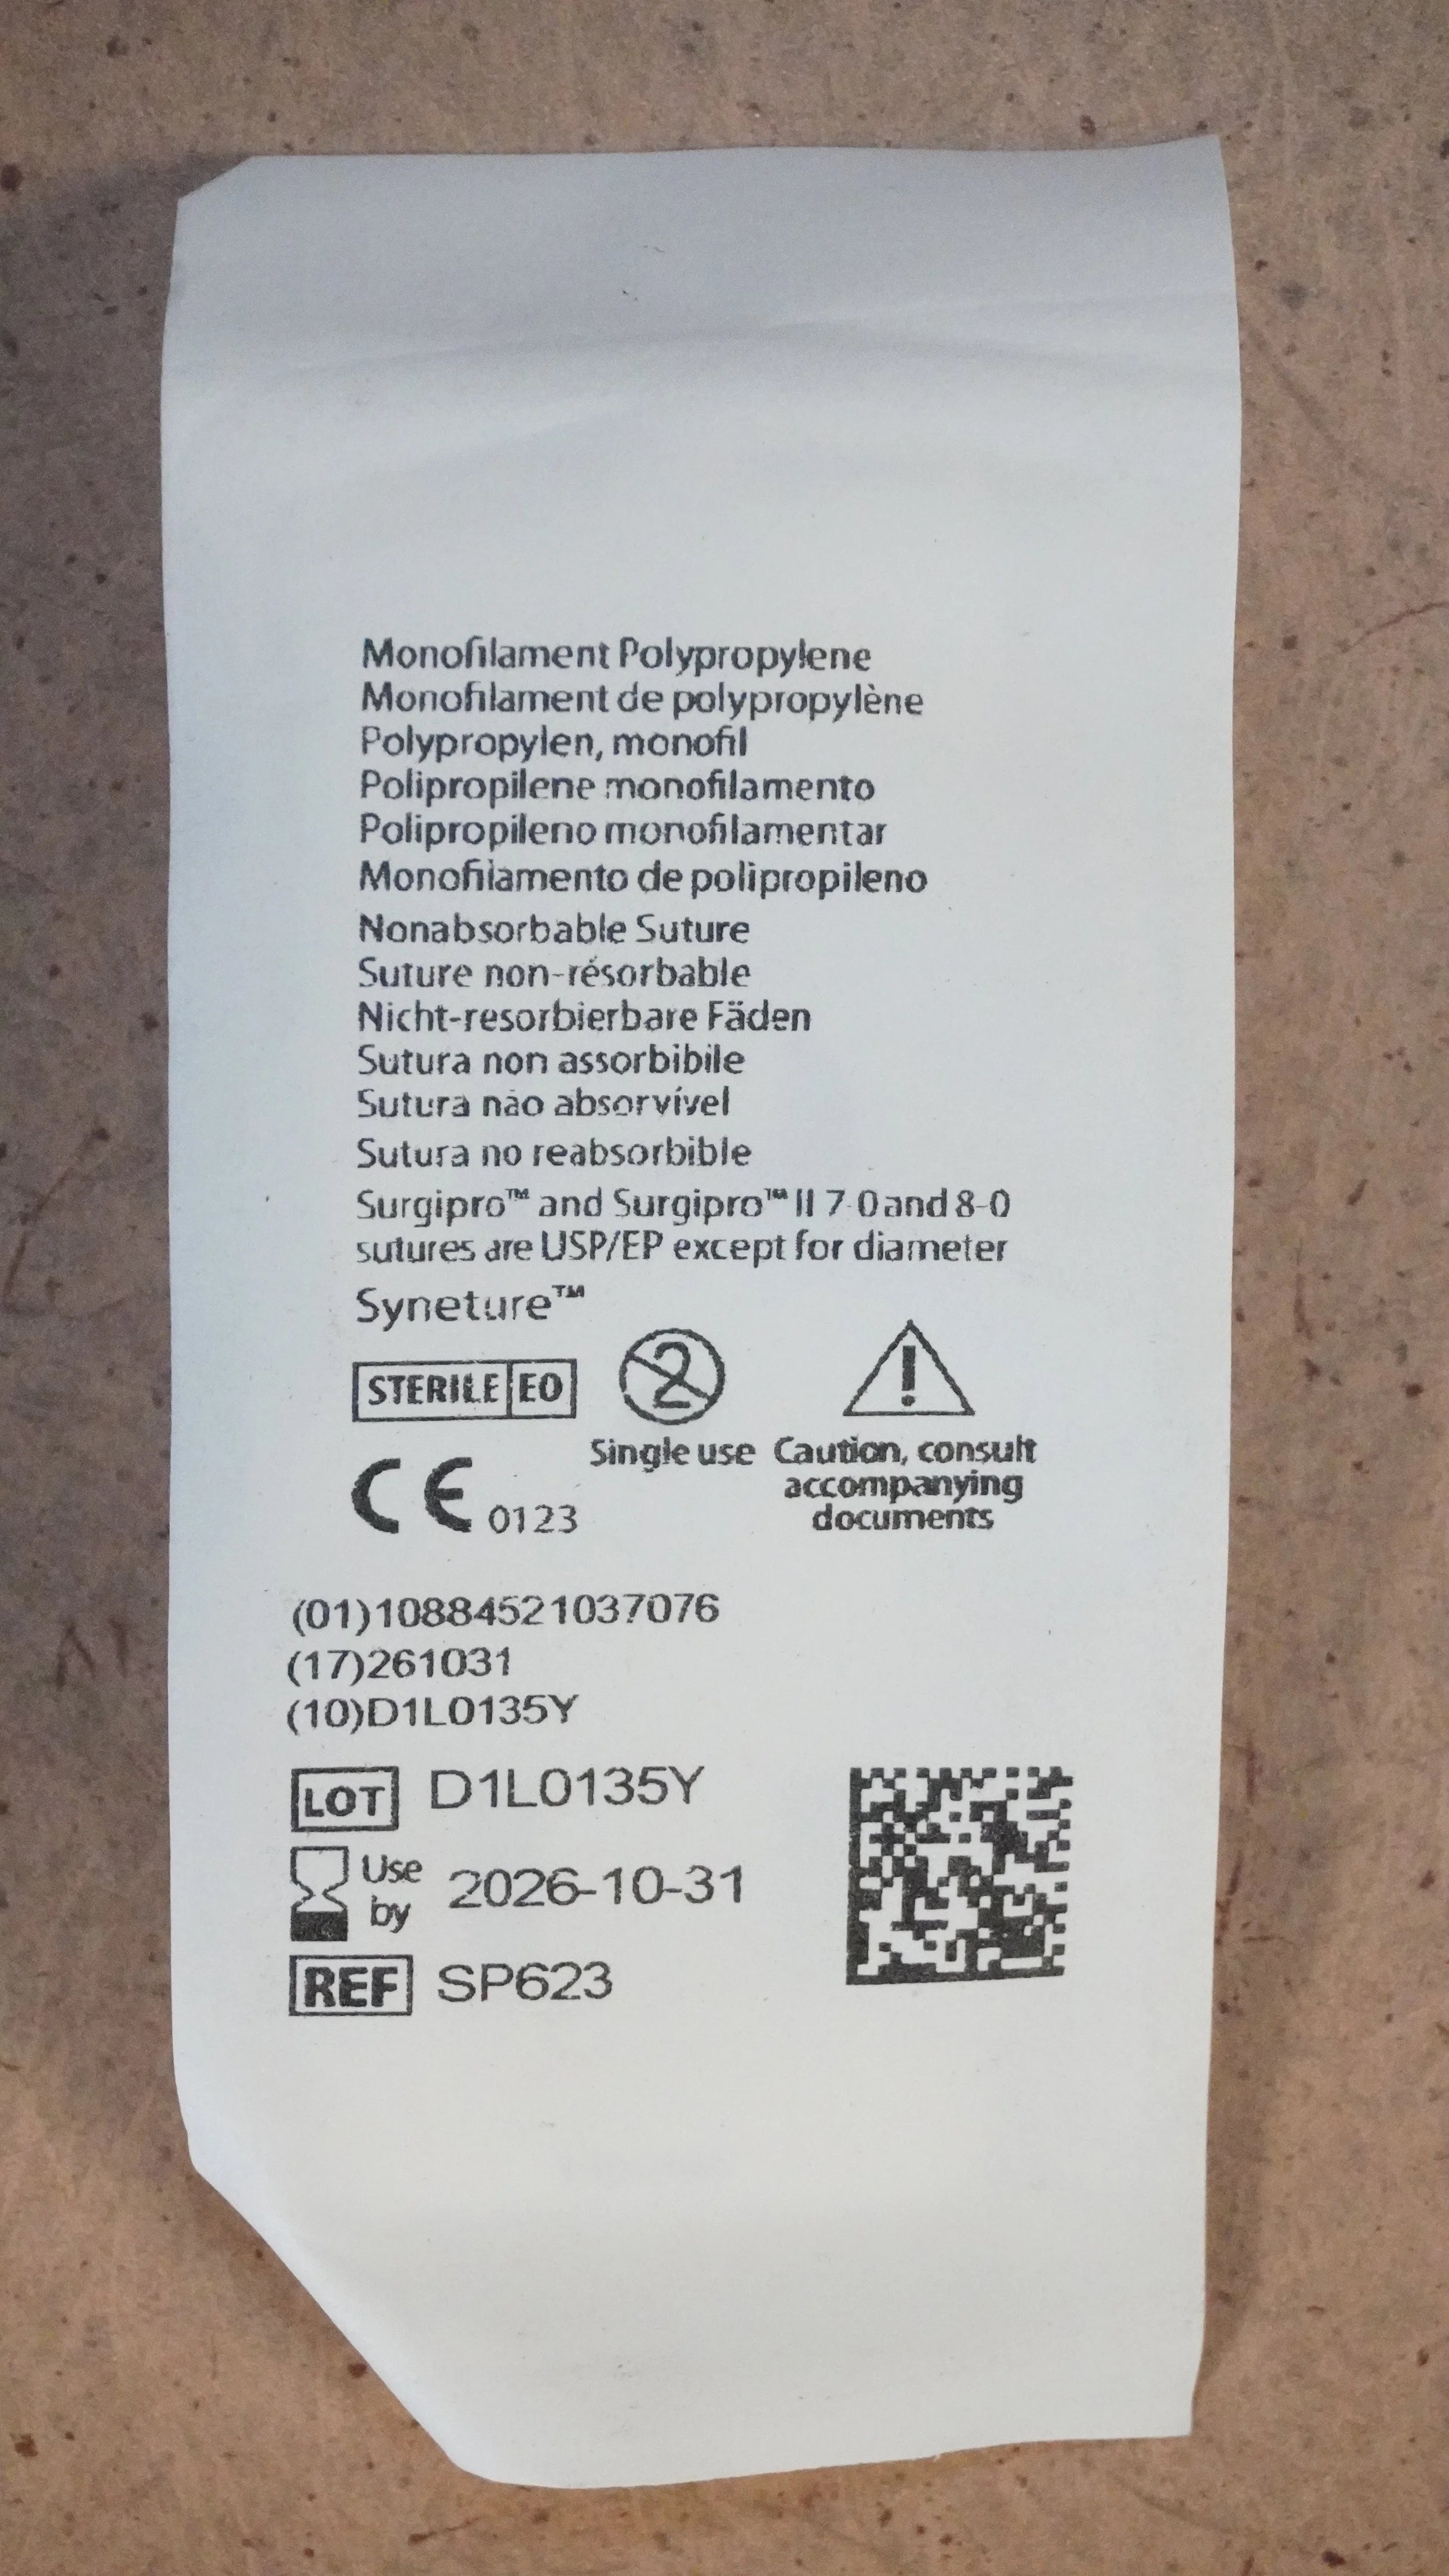 Monofilament Polypropylene
Monofilament de polypropylène
Polypropylen, monofil
Polipropilene monofilamento
Polipropileno monofilamentar
Monofilamento de polipropileno
Nonabsorbable Suture
Suture non-résorbable
Nicht-resorbierbare Fäden
Sutura non assorbibile
Sutura não absorvível
Sutura no reabsorbible
Surgipro™ and Surgipro™ II 7-0 and 8-0
sutures are USP/EP except for diameter
Syneture™
STERILE EO
2
Single use
Caution, consult
accompanying
documents
CE 0123
(01)10884521037076
(17)261031
(10)D1L0135Y
LOT D1L0135Y
Use by 2026-10-31
REF SP623